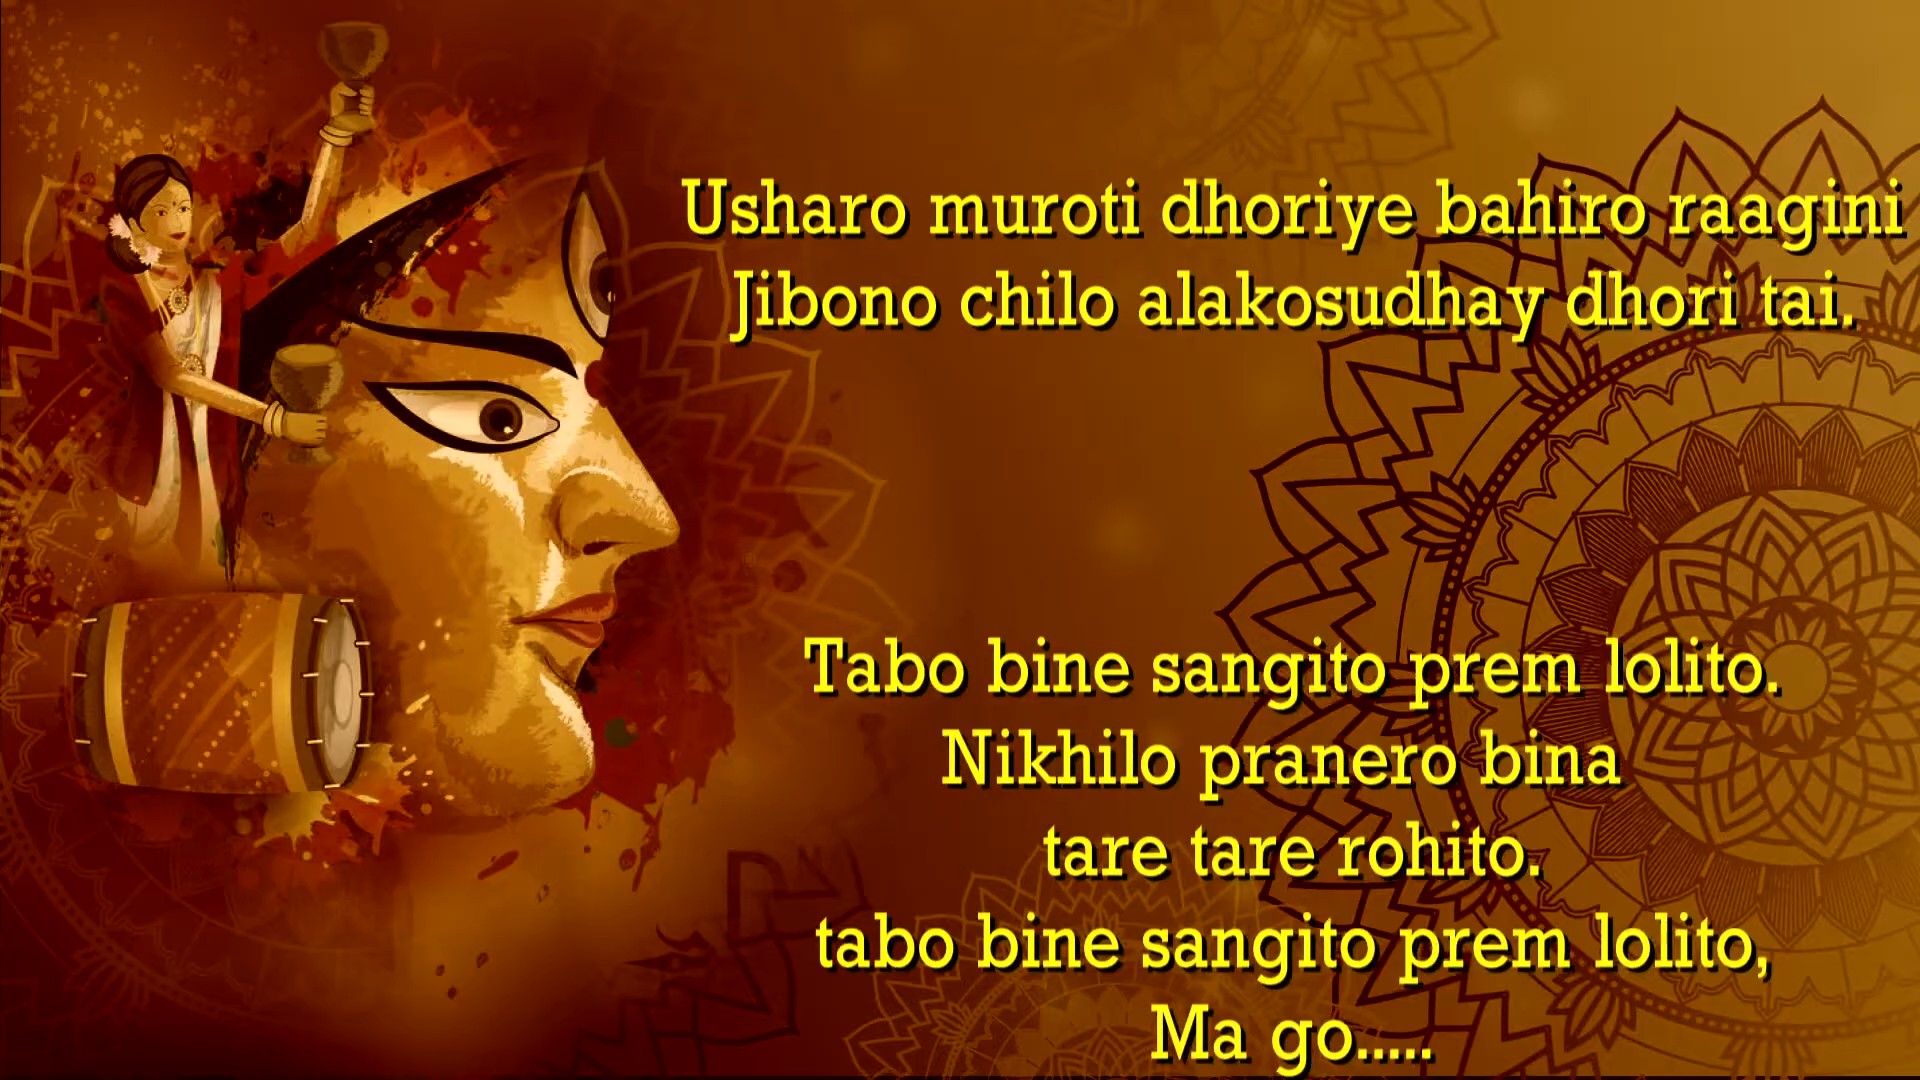 Usharo muroti dhoriye bahiro raagini
Jibono chilo alakosudhay dhori tai.
Tabo bine sangito prem lolito.
Nikhilo pranero bina
tare tare rohito.
tabo bine sangito prem lolito,
Ma go.....